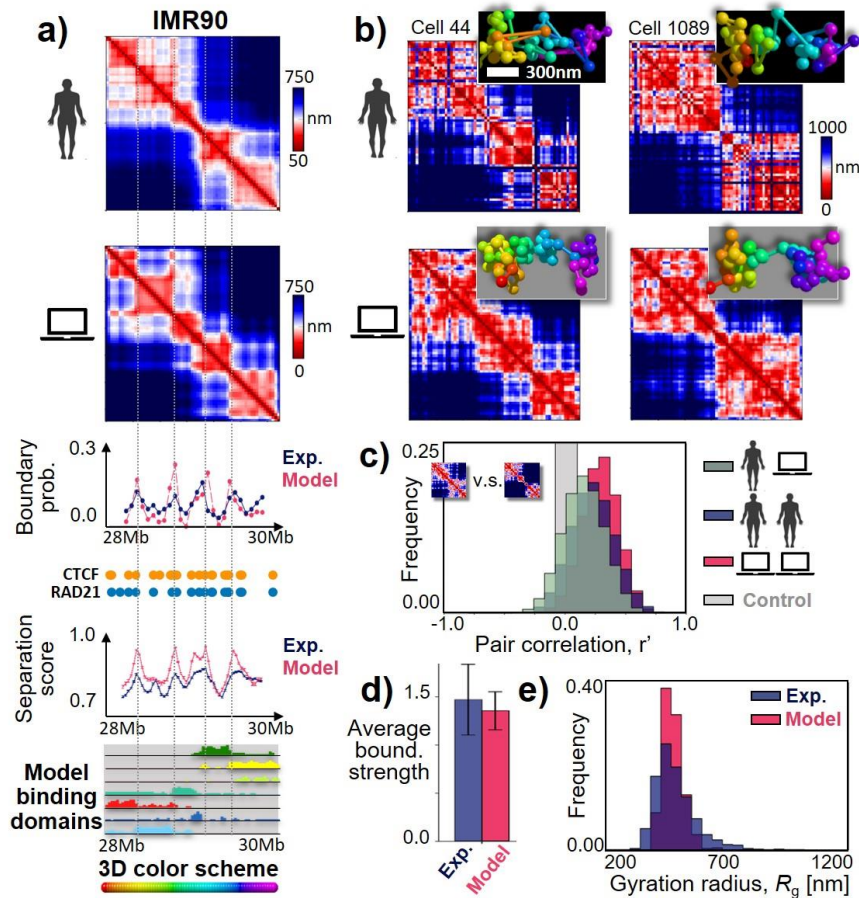 a)
IMR90
750
nm
50
750
nm
0
Boundary
prob.
0.3
0.0
Exp.
Model
28Mb
30Mb
CTCF
RAD21
Separation
score
1.0
0.7
Exp.
Model
28Mb
30Mb
Model
binding
domains
28Mb
30Mb
3D color scheme
b)
Cell 44
300nm
Cell 1089
1000
nm
0
c)
0.25
v.s.
Frequency
0.00
-1.0
0.0
1.0
Pair correlation, r'
Control
d)
1.5
Average
bound.
strength
0.0
Exp.
Model
e)
0.40
Exp.
Model
Frequency
0.00
200
700
1200
Gyration radius, Rg [nm]